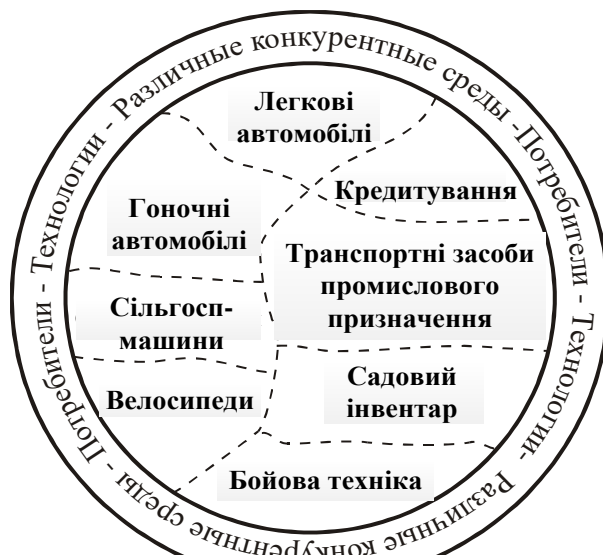 Технологии - Различные конкурентные среды -Потребители - Технологии- Различные конкурентные среды - Потребители -
Легкові
автомобілі
Кредитування
Гоночні
автомобілі
Транспортні засоби
промислового
призначення
Сільгосп-
машини
Велосипеди
Садовий
інвентар
Бойова техніка